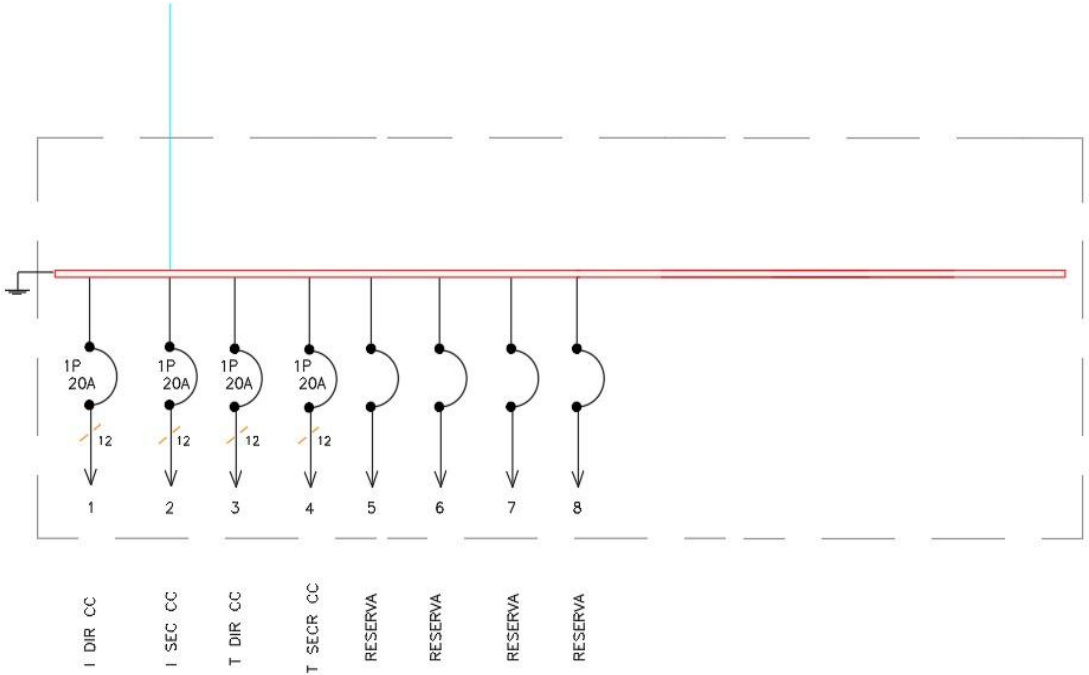 1P 1P 1P 1P
20A 20A 20A 20A
12 12 12 12
1 2 3 4 5 6 7 8
I DIR CC
I SEC CC
T DIR CC
T SECR CC
RESERVA
RESERVA
RESERVA
RESERVA